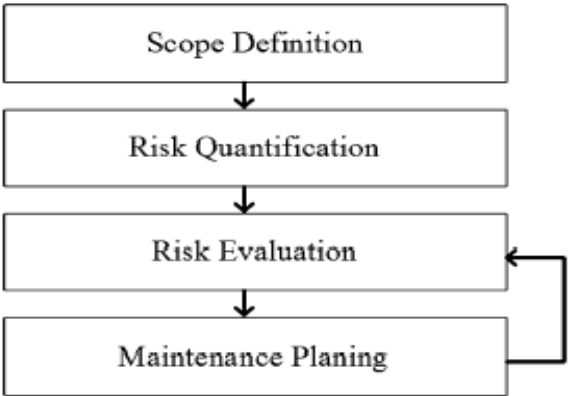 Scope Definition
Risk Quantification
Risk Evaluation
Maintenance Planing